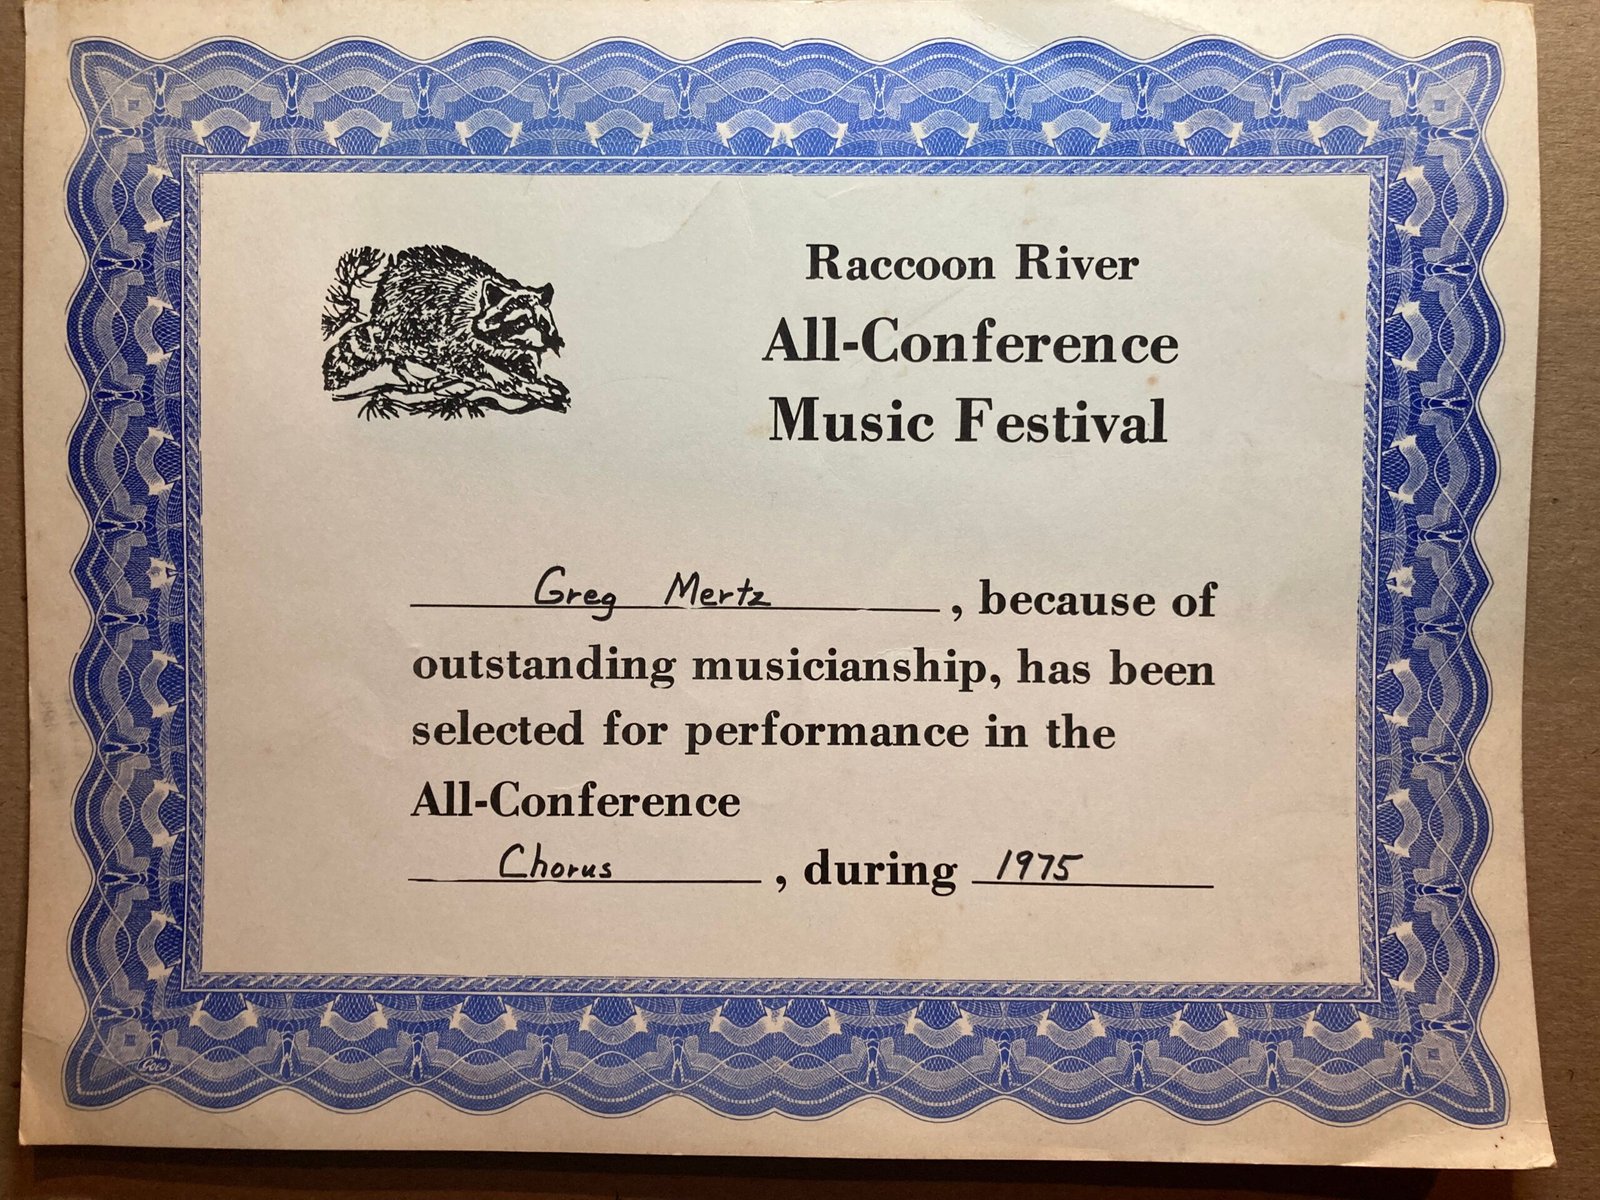 Raccoon River
All-Conference
Music Festival
Greg Mertz, because of
outstanding musicianship, has been
selected for performance in the
All-Conference
Chorus, during 1975
Goes